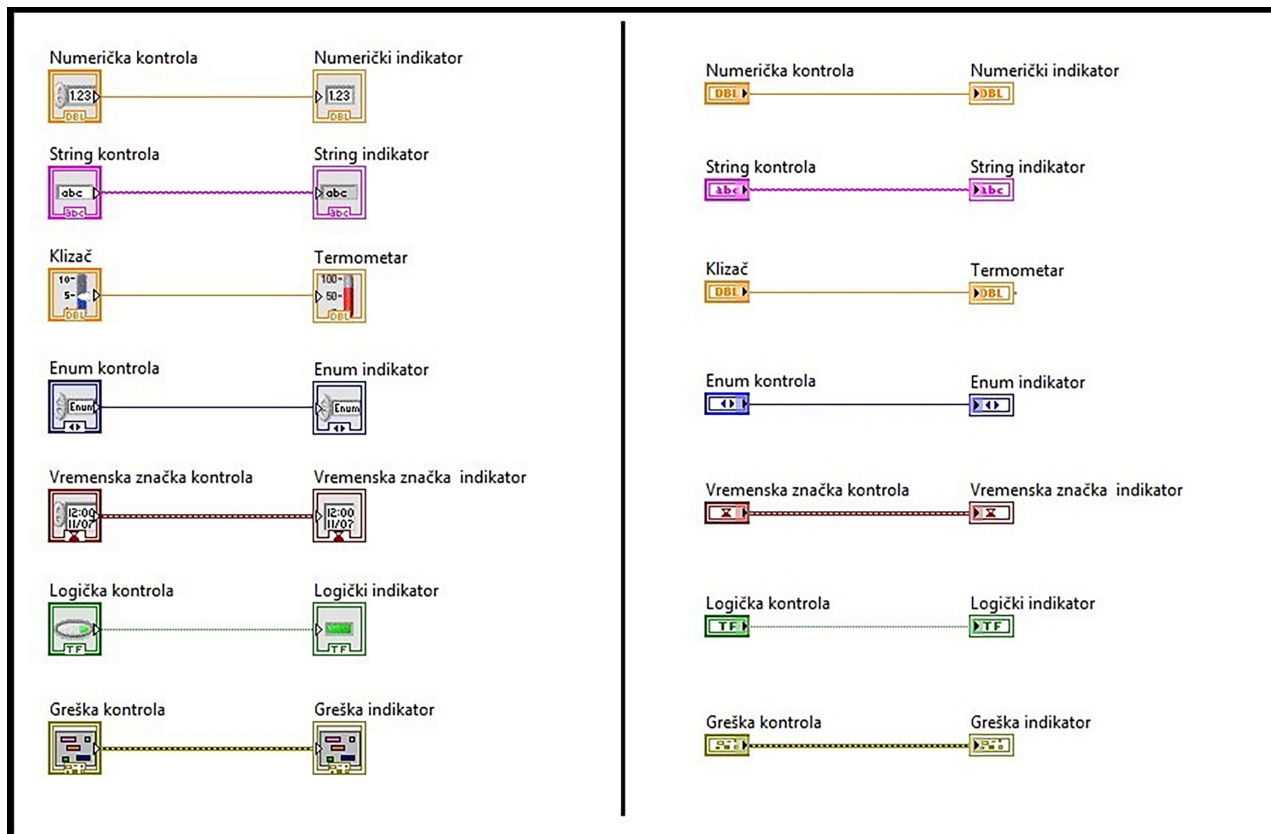 Numerička kontrola Numerički indikator
1.23 1.23
DBL DBL
String kontrola String indikator
abc abc
abc abc
Klizač Termometar
10- 100-
5- 50-
DBL DBL
Enum kontrola Enum indikator
Enum Enum
Vremenska značka kontrola Vremenska značka indikator
12:00 12:00
11/07 11/07
Logička kontrola Logički indikator
TF TF
Greška kontrola Greška indikator
Numerička kontrola Numerički indikator
DBL DBL
String kontrola String indikator
abc abc
Klizač Termometar
DBL DBL
Enum kontrola Enum indikator
Vremenska značka kontrola Vremenska značka indikator
Logička kontrola Logički indikator
TF TF
Greška kontrola Greška indikator